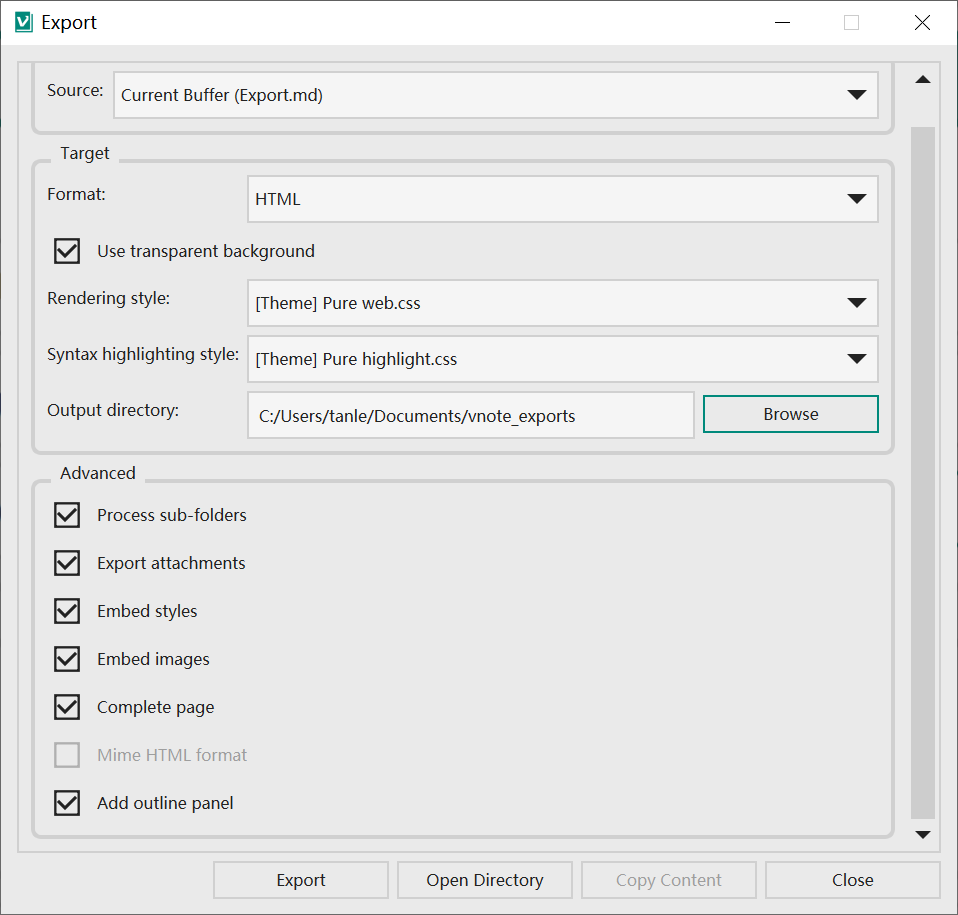 Export
Source: Current Buffer (Export.md)
Target
Format: HTML
Use transparent background
Rendering style: [Theme] Pure web.css
Syntax highlighting style: [Theme] Pure highlight.css
Output directory: C:/Users/tanle/Documents/vnote_exports Browse
Advanced
Process sub-folders
Export attachments
Embed styles
Embed images
Complete page
Mime HTML format
Add outline panel
Export Open Directory Copy Content Close